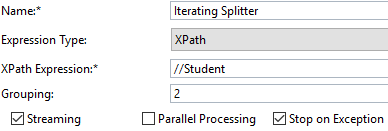 Name:* Iterating Splitter
Expression Type: XPath
XPath Expression:* //Student
Grouping: 2
Streaming Parallel Processing Stop on Exception